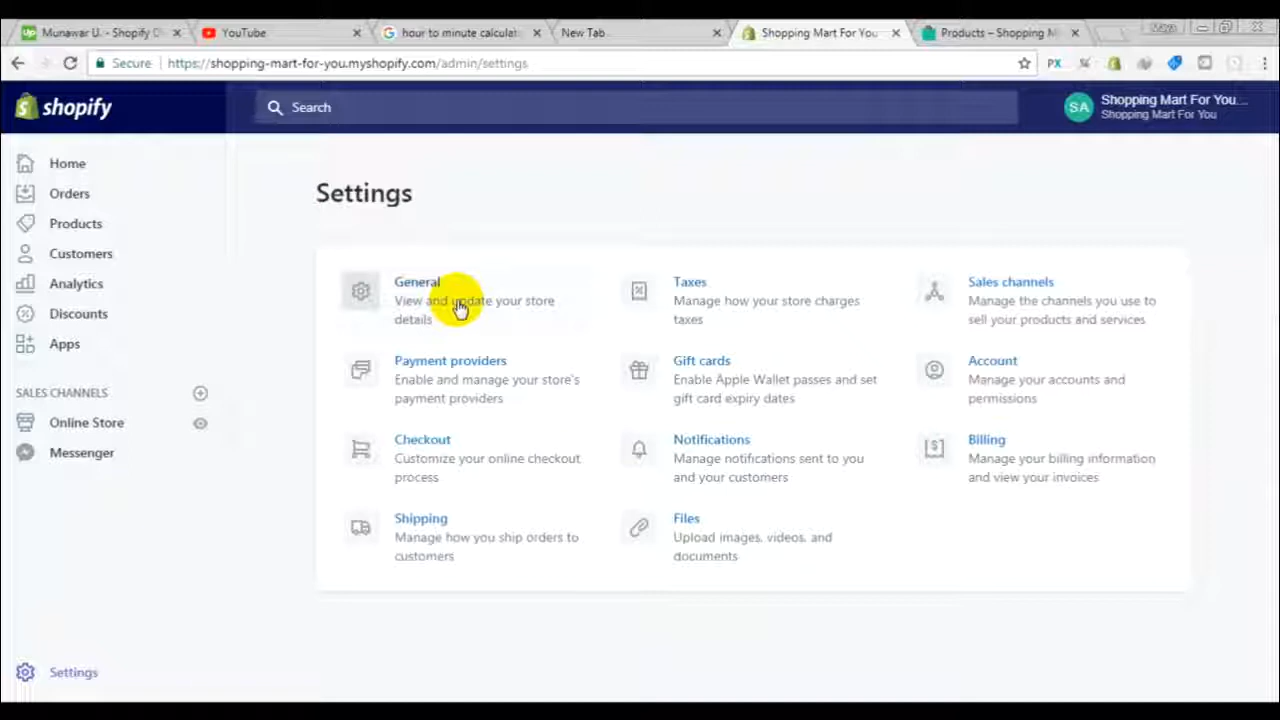 Munawar U. - Shopify
YouTube
hour to minute calculat
New Tab
Shopping Mart For You
Products – Shopping M
Secure
https://shopping-mart-for-you.myshopify.com/admin/settings
PX
shopify
Search
SA
Shopping Mart For You...
Shopping Mart For You
Home
Orders
Products
Customers
Analytics
Discounts
Apps
SALES CHANNELS
Online Store
Messenger
Settings
Settings
General
View and update your store
details
Taxes
Manage how your store charges
taxes
Sales channels
Manage the channels you use to
sell your products and services
Payment providers
Enable and manage your store's
payment providers
Gift cards
Enable Apple Wallet passes and set
gift card expiry dates
Account
Manage your accounts and
permissions
Checkout
Customize your online checkout
process
Notifications
Manage notifications sent to you
and your customers
Billing
Manage your billing information
and view your invoices
Shipping
Manage how you ship orders to
customers
Files
Upload images, videos, and
documents